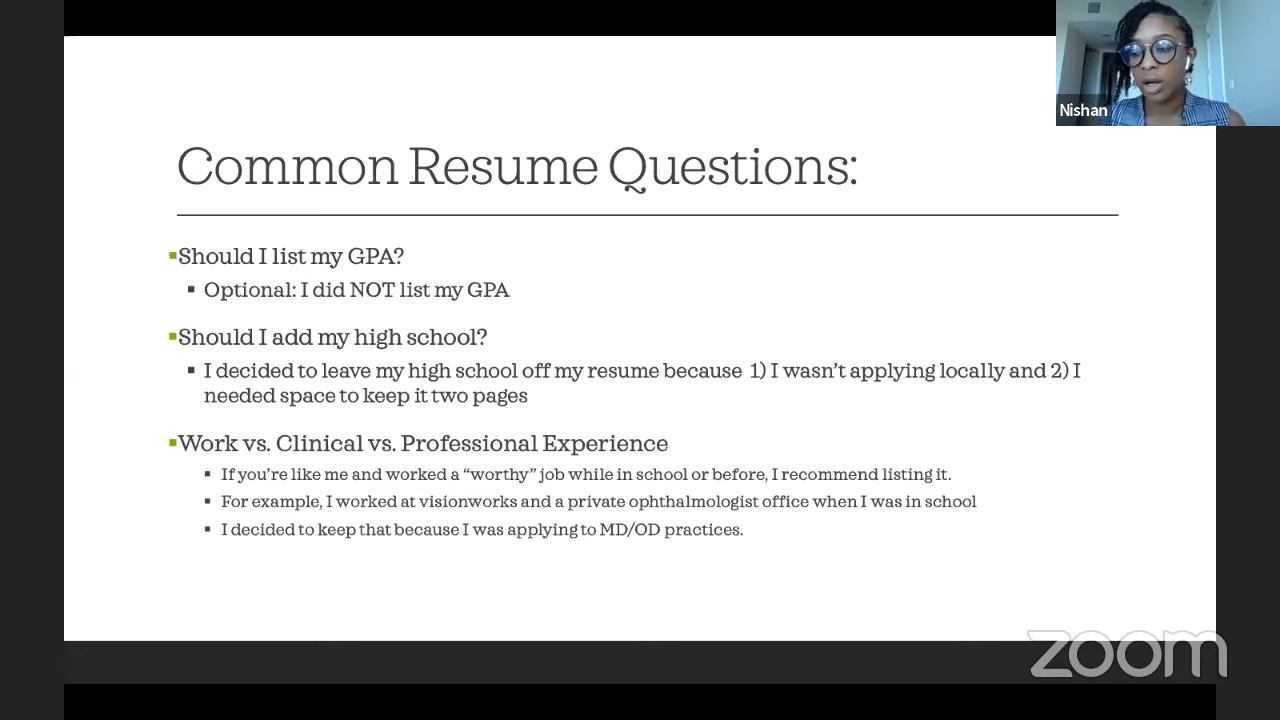 Nishan
Common Resume Questions:
Should I list my GPA?
Optional: I did NOT list my GPA
Should I add my high school?
I decided to leave my high school off my resume because 1) I wasn't applying locally and 2) I
needed space to keep it two pages
Work vs. Clinical vs. Professional Experience
If you're like me and worked a “worthy” job while in school or before, I recommend listing it.
For example, I worked at visionworks and a private ophthalmologist office when I was in school
I decided to keep that because I was applying to MD/OD practices.
zoom